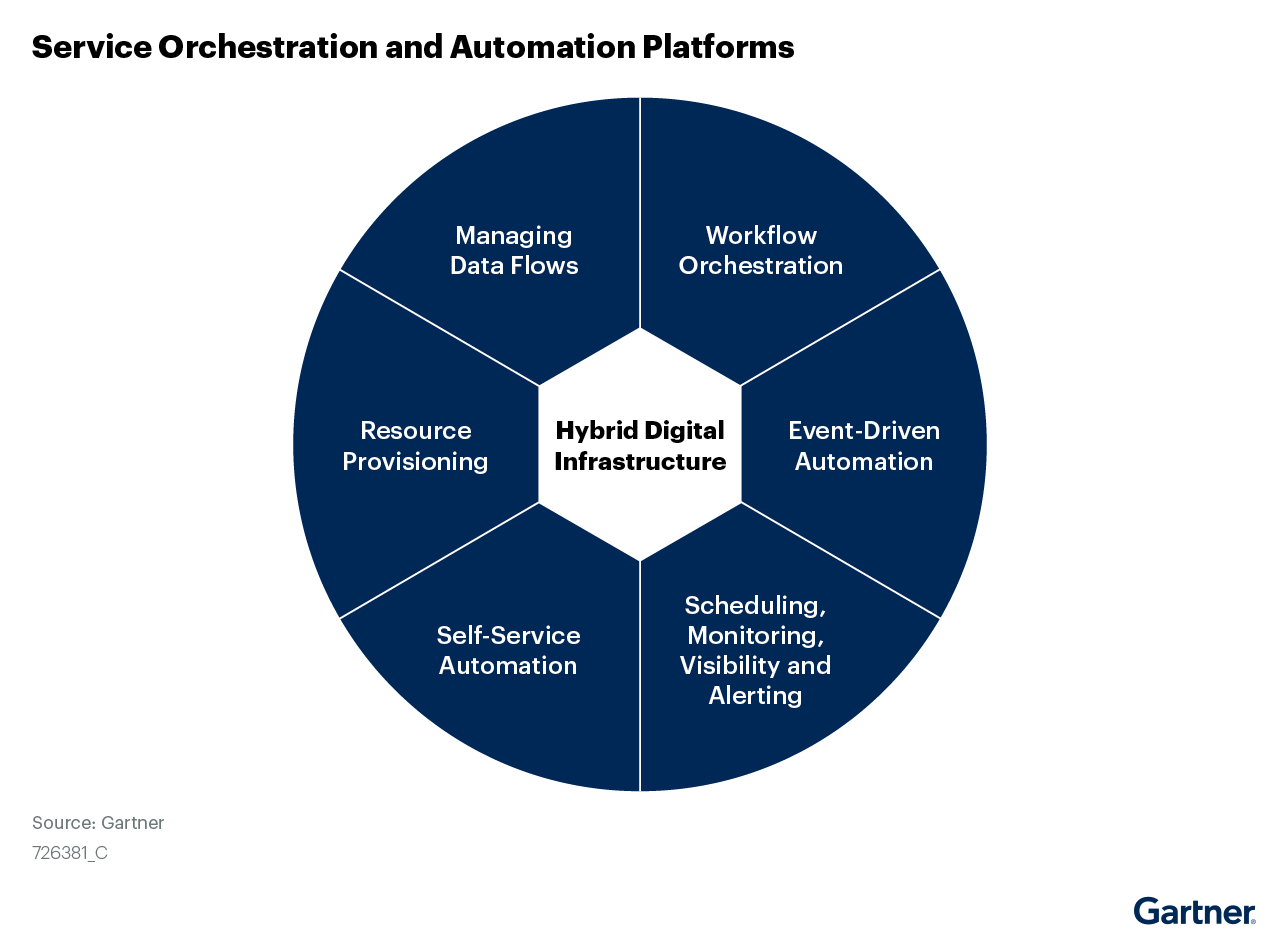 Service Orchestration and Automation Platforms
Managing
Data Flows
Workflow
Orchestration
Resource
Provisioning
Hybrid Digital
Infrastructure
Event-Driven
Automation
Self-Service
Automation
Scheduling,
Monitoring,
Visibility and
Alerting
Source: Gartner
726381_C
Gartner®